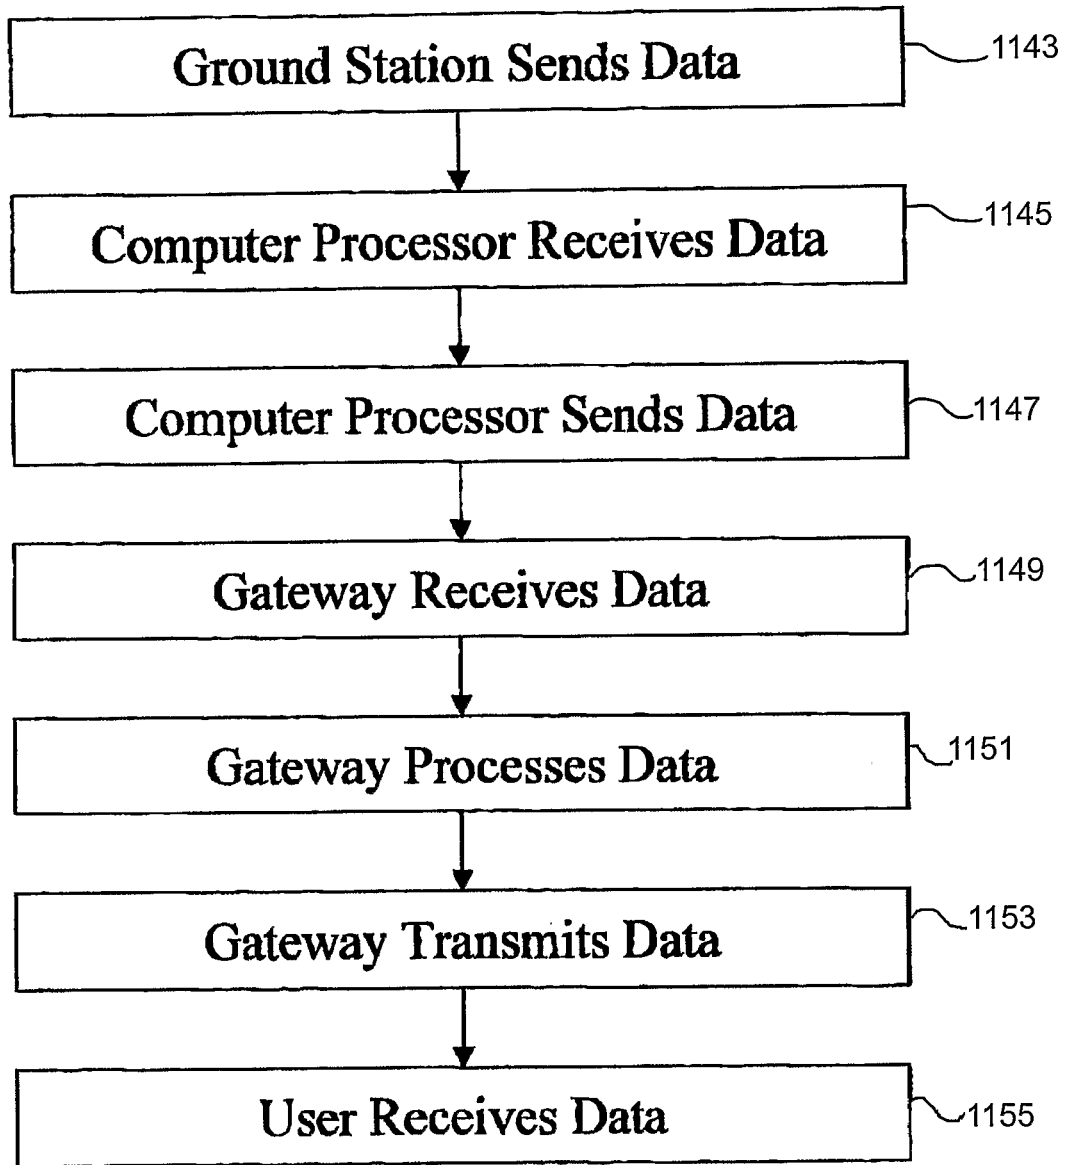 Ground Station Sends Data
1143
Computer Processor Receives Data
1145
Computer Processor Sends Data
1147
Gateway Receives Data
1149
Gateway Processes Data
1151
Gateway Transmits Data
1153
User Receives Data
1155